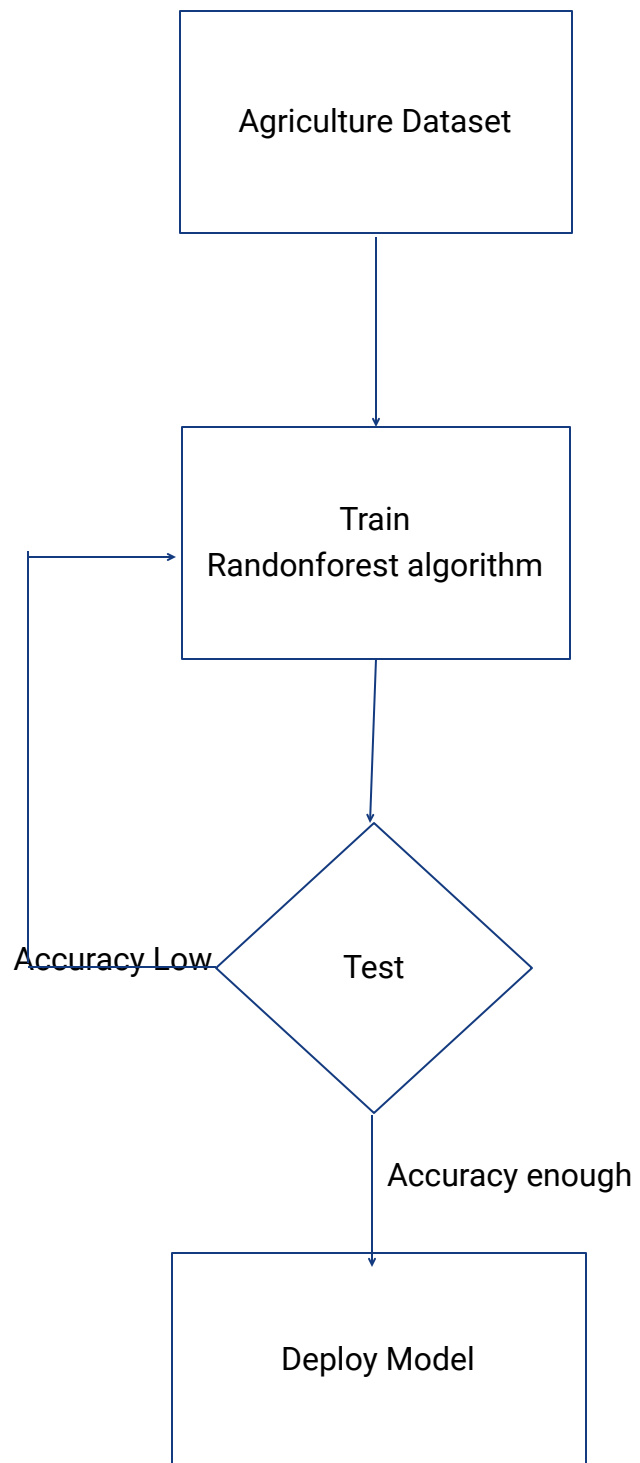 Agriculture Dataset
Train
Randonforest algorithm
Accuracy Low
Test
Accuracy enough
Deploy Model